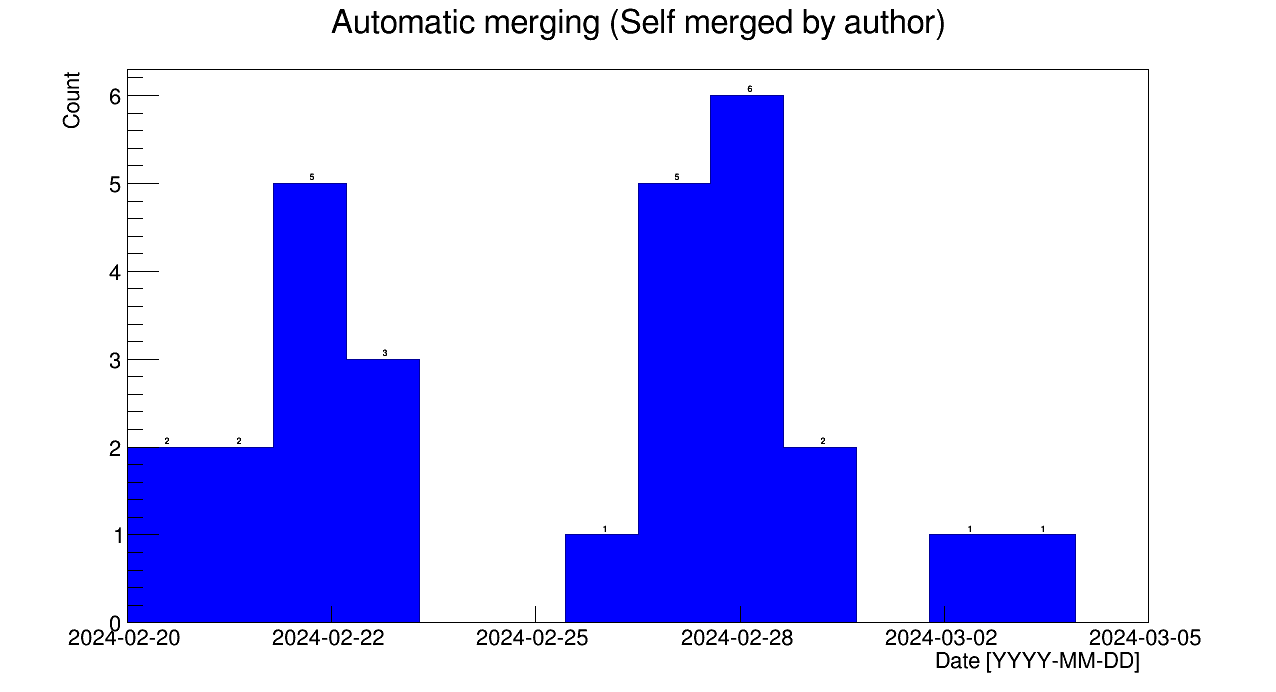 Automatic merging (Self merged by author)
Count
6
5
4
3
2
1
0
2 2 5 3 1 5 6 2 1 1
2024-02-20 2024-02-22 2024-02-25 2024-02-28 2024-03-02 2024-03-05
Date [YYYY-MM-DD]